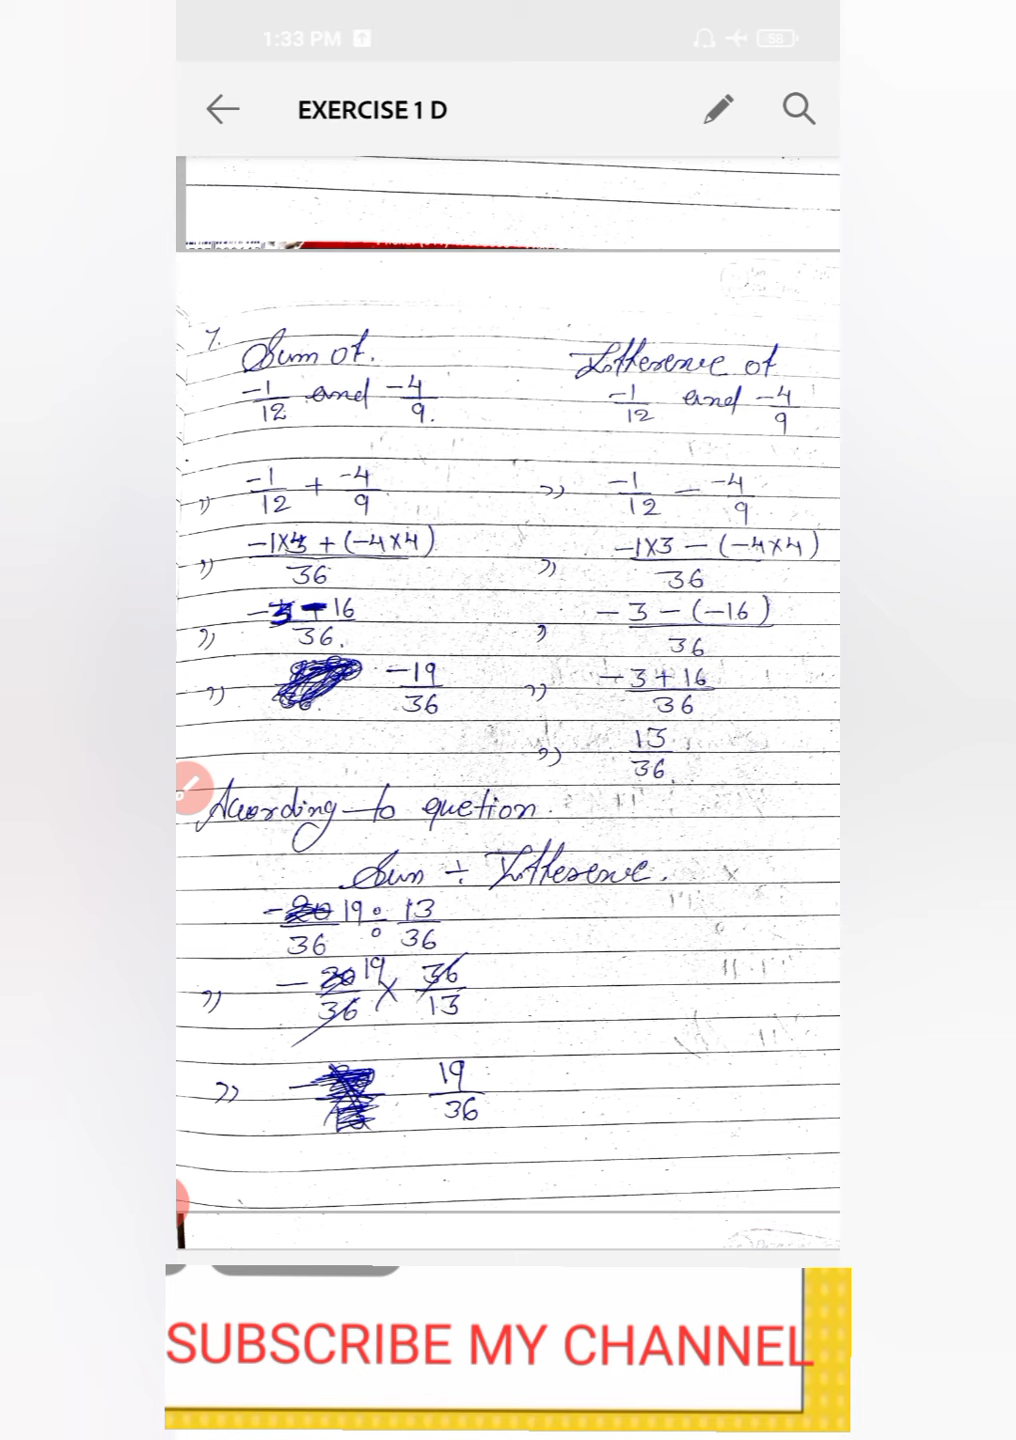 1:33 PM
58
EXERCISE 1 D
7. Sum of.
-1/12 and -4/9.
" -1/12 + -4/9
" -1×3 + (-4×4) / 36
" -3 - 16 / 36.
" -19/36
Difference of
-1/12 and -4/9
" -1/12 - -4/9
" -1×3 - (-4×4) / 36
" -3 - (-16) / 36
" -3 + 16 / 36
" 13/36
Acording to quetion.
Sum ÷ Difference.
-19/36 ÷ 13/36
" -19/36 × 36/13
" 19/36
SUBSCRIBE MY CHANNEL